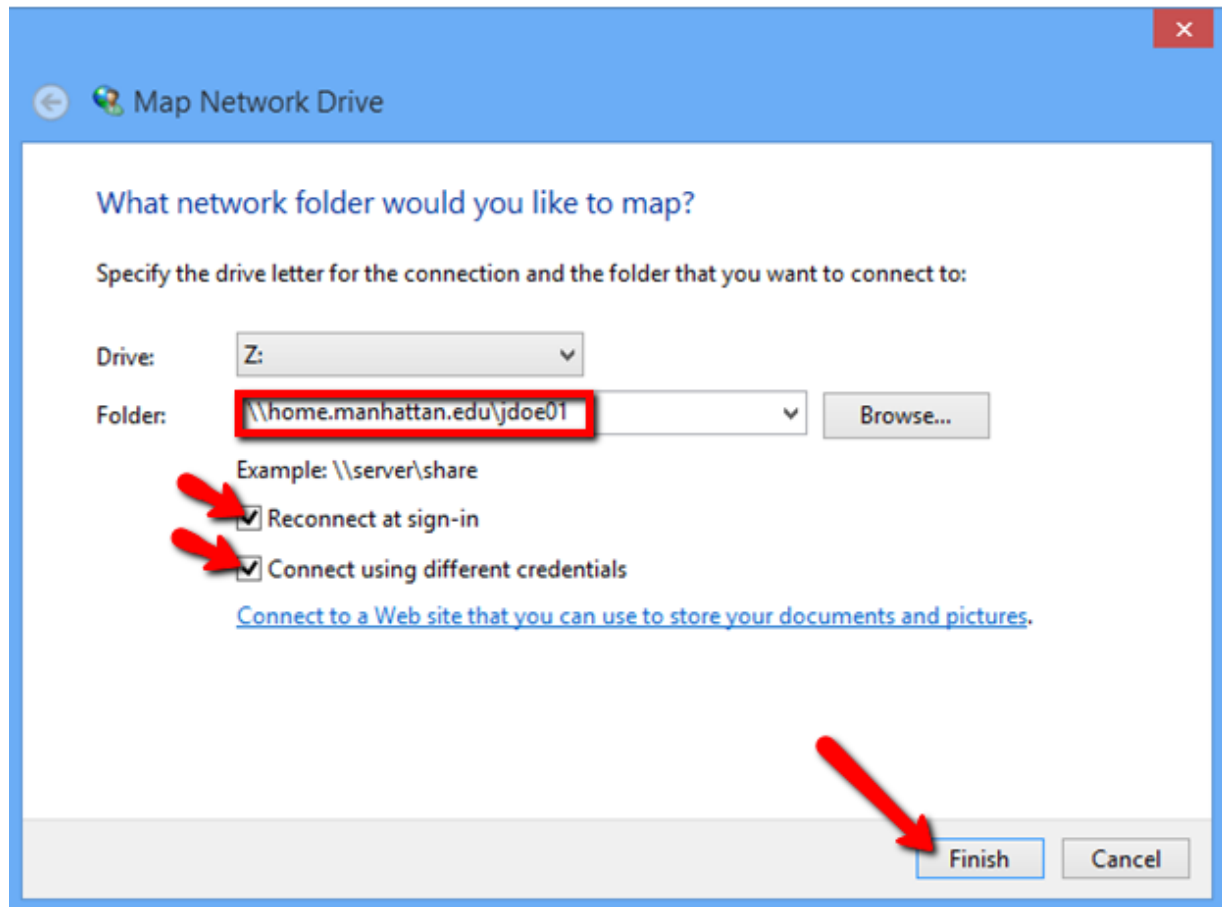 Map Network Drive
What network folder would you like to map?
Specify the drive letter for the connection and the folder that you want to connect to:
Drive: Z:
Folder: \\home.manhattan.edu\jdoe01 Browse...
Example: \\server\share
Reconnect at sign-in
Connect using different credentials
Connect to a Web site that you can use to store your documents and pictures.
Finish Cancel